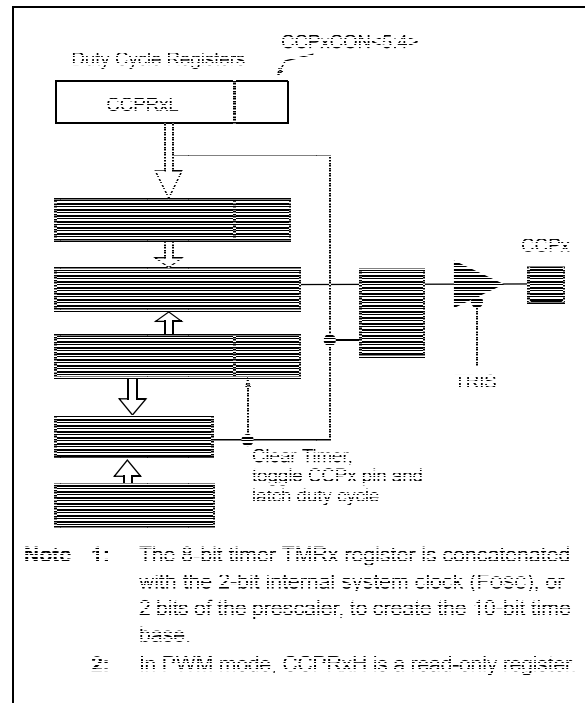 CCPxCON<5:4>
Duty Cycle Registers
CCPRxL
CCPx
TRIS
Clear Timer,
toggle CCPx pin and
latch duty cycle
Note 1: The 8-bit timer TMRx register is concatenated
with the 2-bit internal system clock (FOSC), or
2 bits of the prescaler, to create the 10-bit time
base.
2: In PWM mode, CCPRxH is a read-only register.